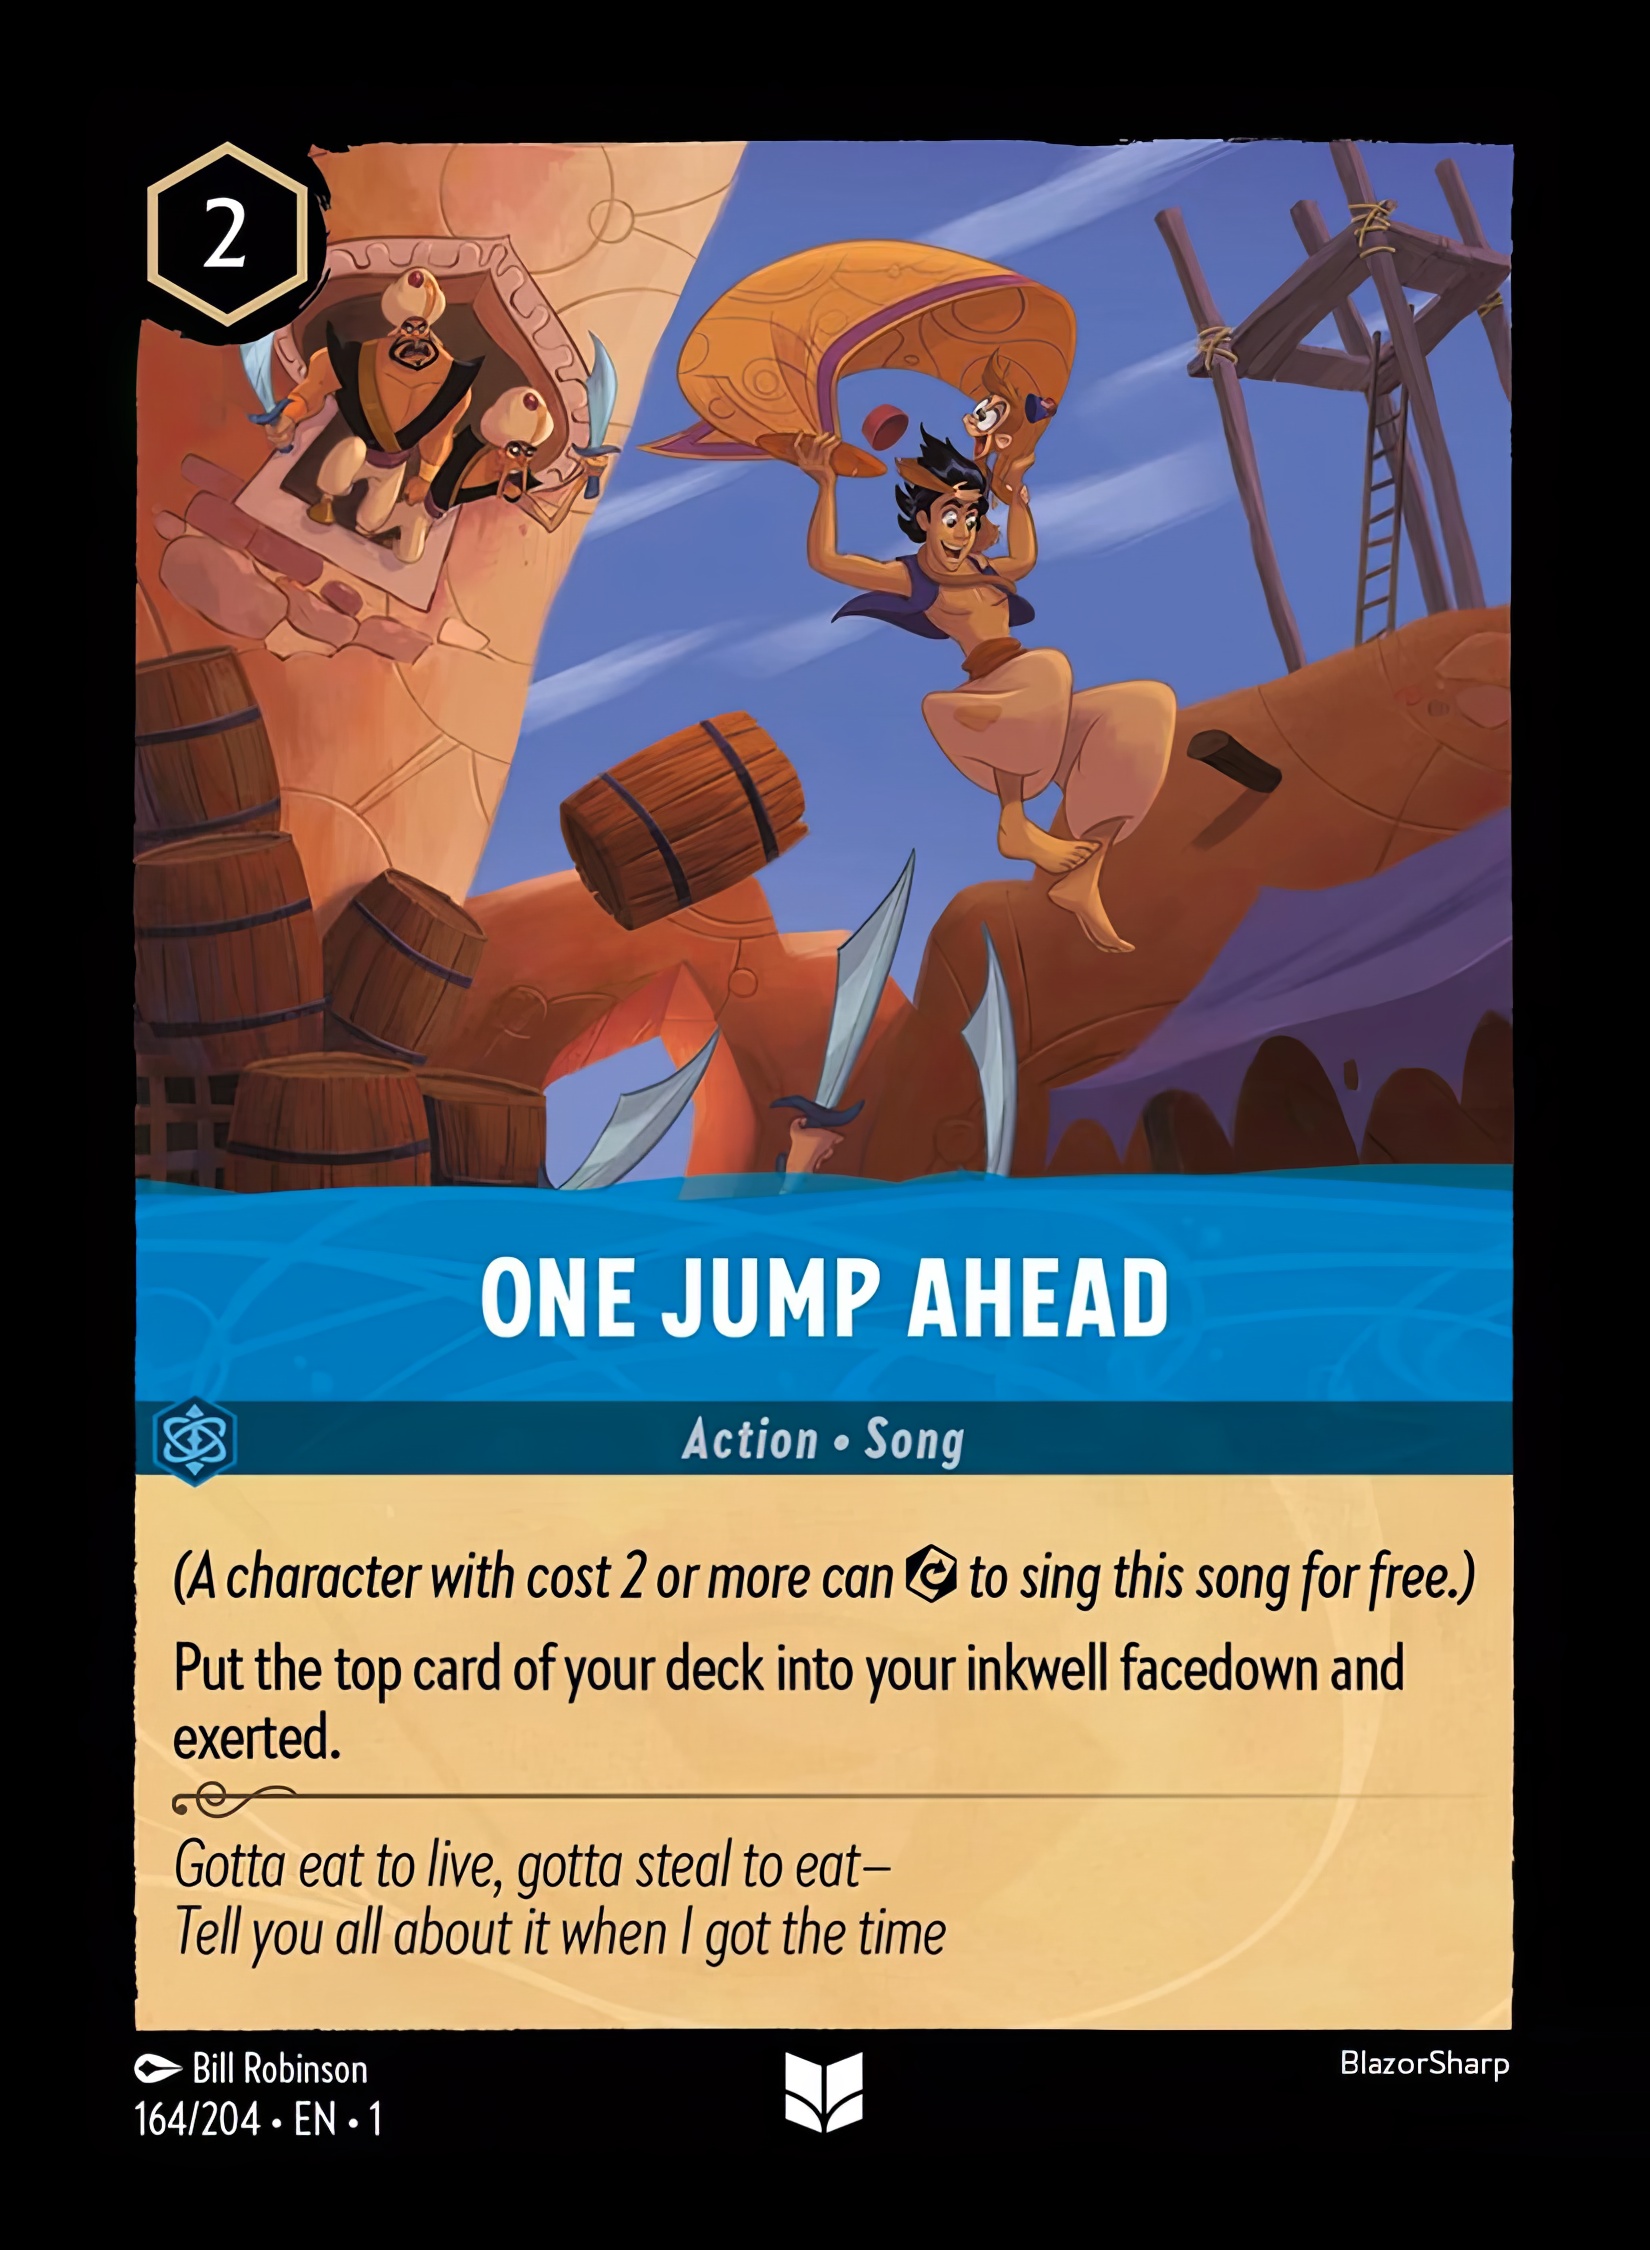 2
ONE JUMP AHEAD
Action • Song
(A character with cost 2 or more can to sing this song for free.)
Put the top card of your deck into your inkwell facedown and
exerted.
Gotta eat to live, gotta steal to eat–
Tell you all about it when I got the time
Bill Robinson
BlazorSharp
164/204 • EN • 1